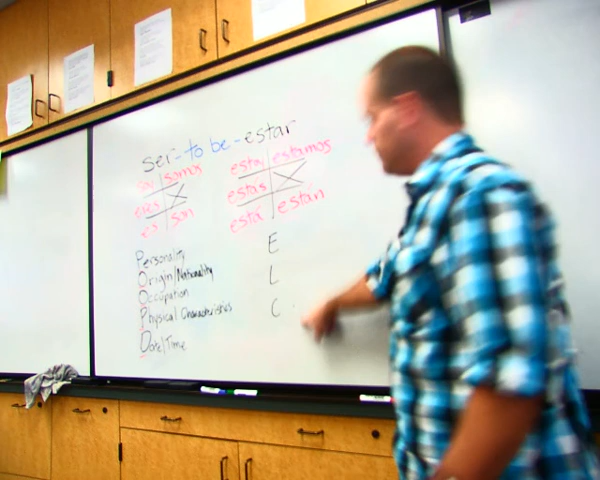 ser-to be-estar
soy somos
eres
es son
estoy estamos
estás
está están
Personality
Origin/Nationality
Occupation
Physical Characteristics
Date/Time
E
L
C